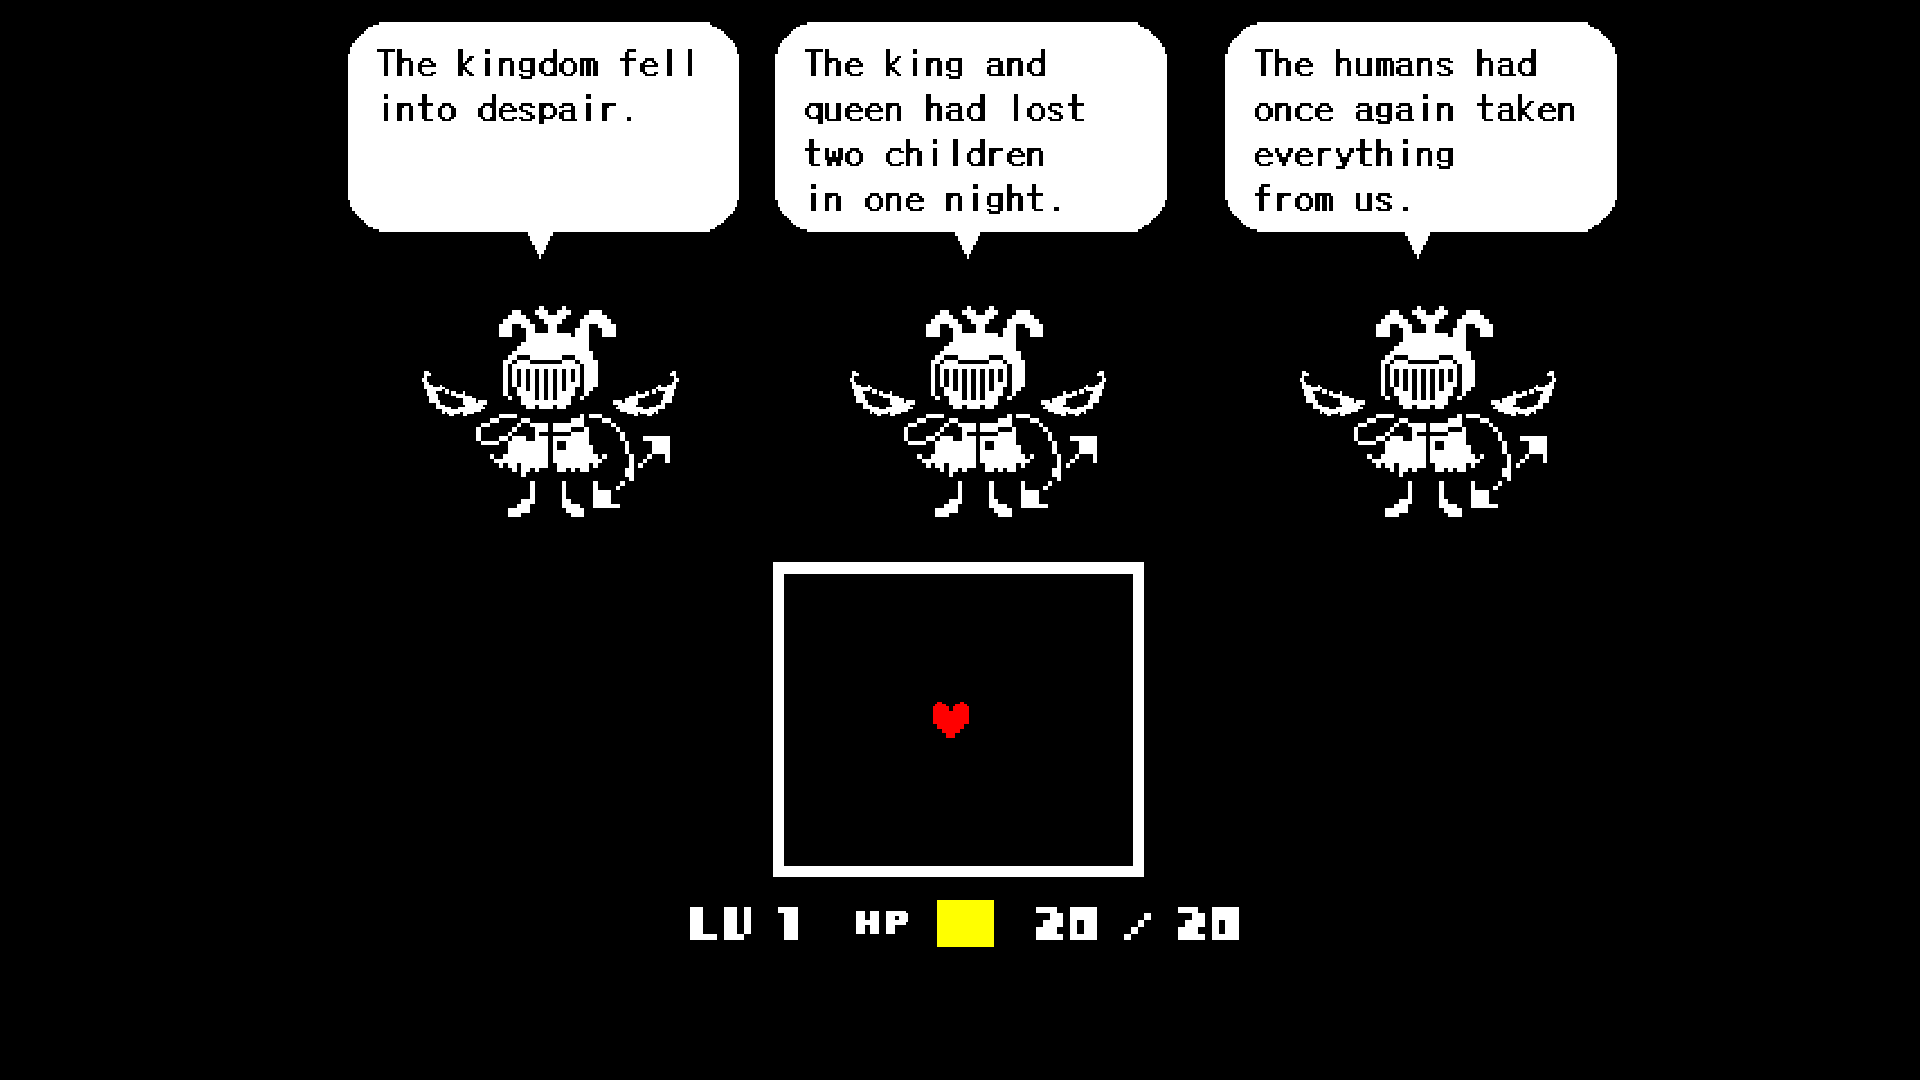 The kingdom fell
into despair.
The king and
queen had lost
two children
in one night.
The humans had
once again taken
everything
from us.
LV 1 HP 20 / 20